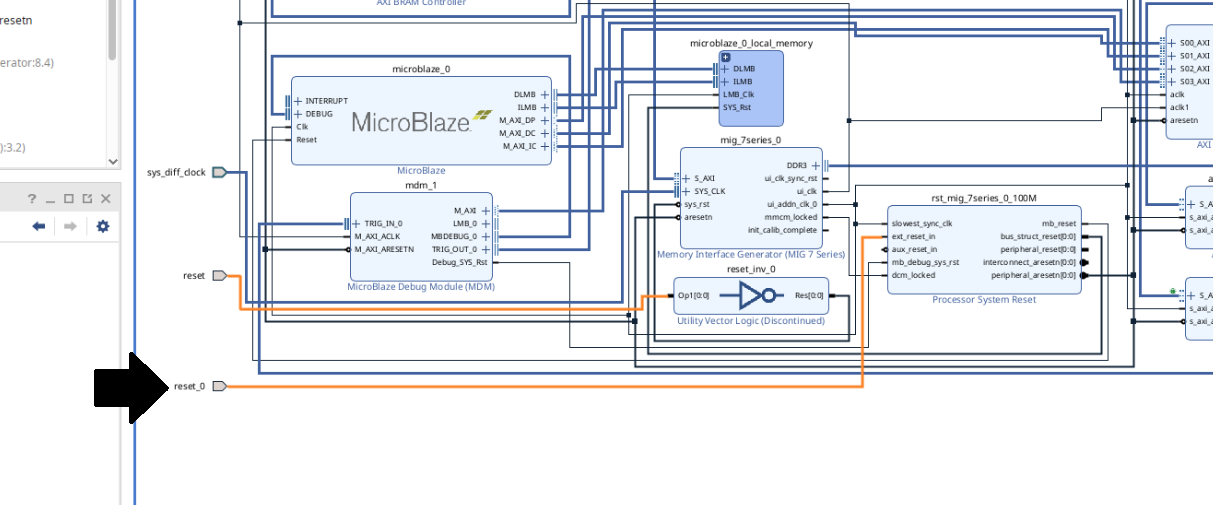 resetn
erator:8.4)
):3.2)
?
AXI BRAM Controller
microblaze_0
INTERRUPT
DEBUG
Clk
Reset
MicroBlaze
DLMB
ILMB
M_AXI_DP
M_AXI_DC
M_AXI_IC
MicroBlaze
microblaze_0_local_memory
DLMB
ILMB
LMB_Clk
SYS_Rst
S00_AXI
S01_AXI
S02_AXI
S03_AXI
aclk
aclk1
aresetn
AXI
sys_diff_clock
mdm_1
TRIG_IN_0
M_AXI_ACLK
M_AXI_ARESETN
M_AXI
LMB_0
MBDEBUG_0
TRIG_OUT_0
Debug_SYS_Rst
MicroBlaze Debug Module (MDM)
mig_7series_0
S_AXI
SYS_CLK
sys_rst
aresetn
DDR3
ui_clk_sync_rst
ui_clk
ui_addn_clk_0
mmcm_locked
init_calib_complete
Memory Interface Generator (MIG 7 Series)
rst_mig_7series_0_100M
slowest_sync_clk
ext_reset_in
aux_reset_in
mb_debug_sys_rst
dcm_locked
mb_reset
bus_struct_reset[0:0]
peripheral_reset[0:0]
interconnect_aresetn[0:0]
peripheral_aresetn[0:0]
Processor System Reset
a
S_A
s_axi_a
s_axi_a
reset
reset_inv_0
Op1[0:0]
Res[0:0]
Utility Vector Logic (Discontinued)
S_A
s_axi_a
s_axi_a
reset_0